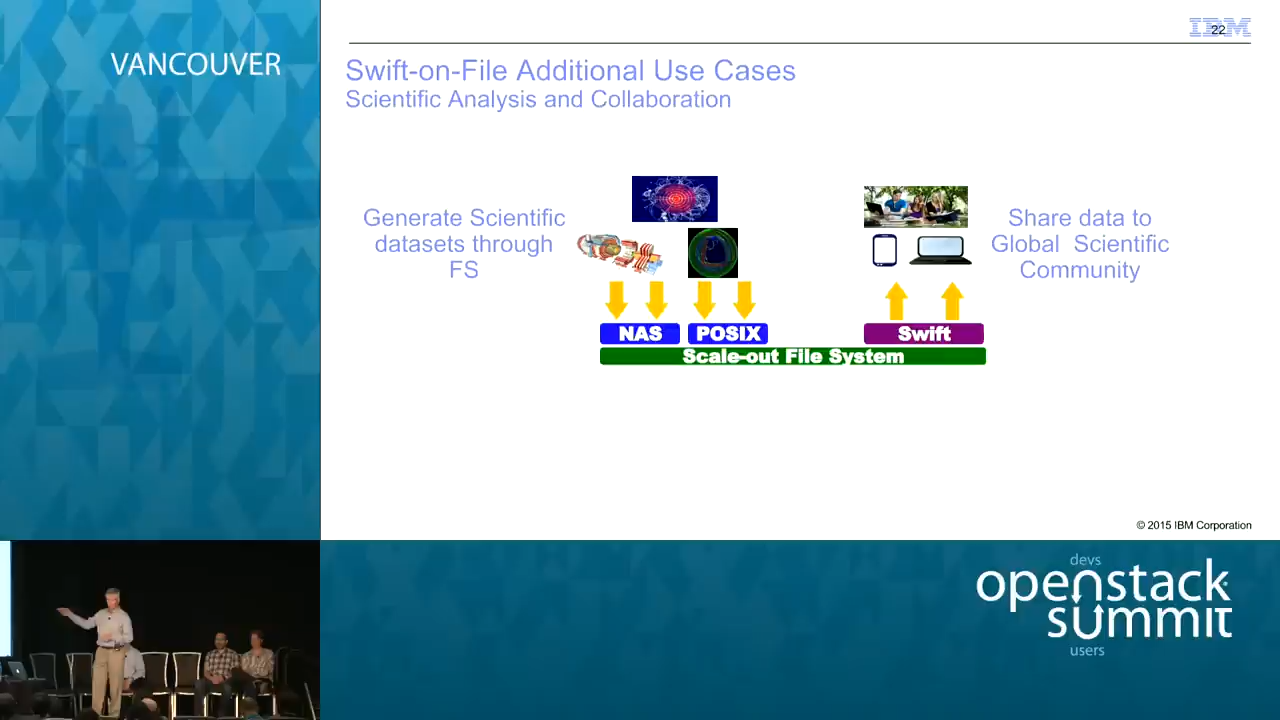 VANCOUVER
IBM
22
Swift-on-File Additional Use Cases
Scientific Analysis and Collaboration
Generate Scientific
datasets through
FS
Share data to
Global Scientific
Community
NAS
POSIX
Swift
Scale-out File System
© 2015 IBM Corporation
devs
openstack
summit
users